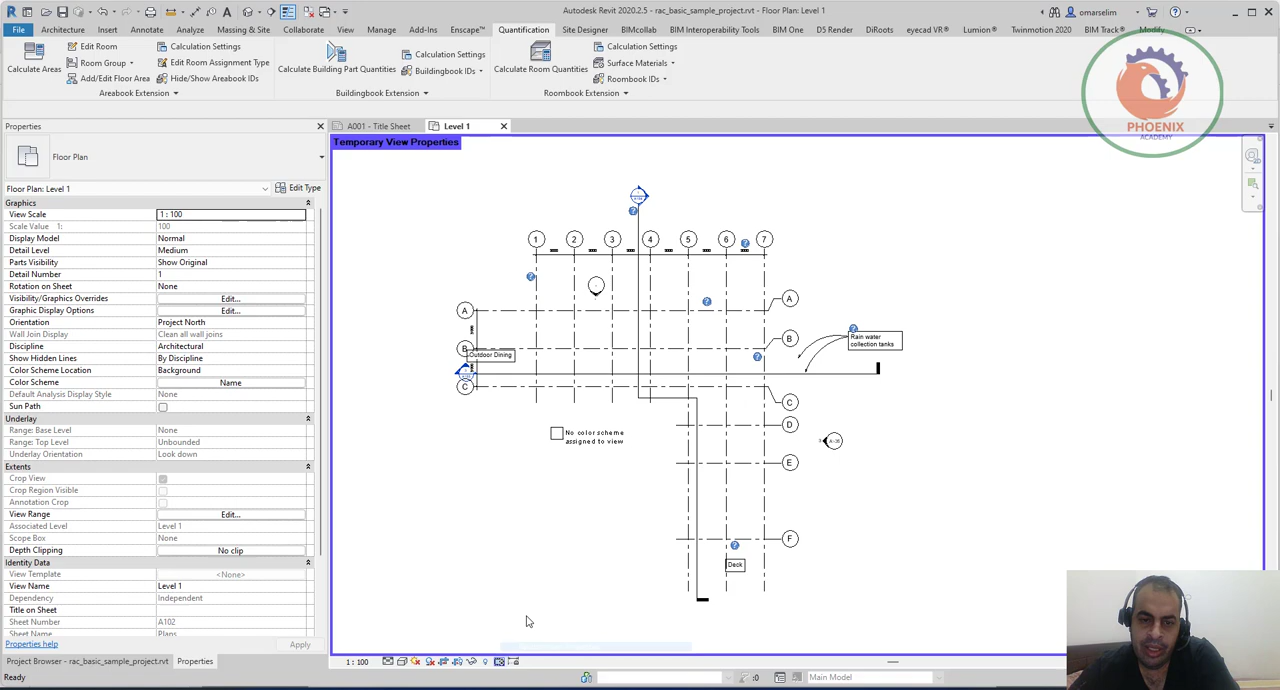 Autodesk Revit 2020.2.5 - rac_basic_sample_project.rvt - Floor Plan: Level 1
omarselim
File Architecture Insert Annotate Analyze Massing & Site Collaborate View Manage Add-Ins Enscape™ Quantification Site Designer BIMcollab BIM Interoperability Tools BIM One D5 Render DiRoots eyecad VR® Lumion® Twinmotion 2020 BIM Track® Modify
Calculate Areas
Edit Room
Room Group
Add/Edit Floor Area
Calculation Settings
Edit Room Assignment Type
Hide/Show Areabook IDs
Areabook Extension
Calculate Building Part Quantities
Calculation Settings
Buildingbook IDs
Buildingbook Extension
Calculate Room Quantities
Calculation Settings
Surface Materials
Roombook IDs
Roombook Extension
PHOENIX
ACADEMY
Properties
A001 - Title Sheet
Level 1
Floor Plan
Floor Plan: Level 1
Edit Type
Graphics
View Scale 1 : 100
Scale Value 1: 100
Display Model Normal
Detail Level Medium
Parts Visibility Show Original
Detail Number 1
Rotation on Sheet None
Visibility/Graphics Overrides Edit...
Graphic Display Options Edit...
Orientation Project North
Wall Join Display Clean all wall joins
Discipline Architectural
Show Hidden Lines By Discipline
Color Scheme Location Background
Color Scheme Name
Default Analysis Display Style None
Sun Path
Underlay
Range: Base Level None
Range: Top Level Unbounded
Underlay Orientation Look down
Extents
Crop View
Crop Region Visible
Annotation Crop
View Range Edit...
Associated Level Level 1
Scope Box None
Depth Clipping No clip
Identity Data
View Template <None>
View Name Level 1
Dependency Independent
Title on Sheet
Sheet Number A102
Sheet Name Plans
Properties help
Apply
Project Browser - rac_basic_sample_project.rvt
Properties
Ready
Temporary View Properties
1 2 3 4 5 6 7
A
A
B
B
Outdoor Dining
Rain water
collection tanks
C
C
D
No color scheme
assigned to view
E
F
Deck
1 : 100
:0
Main Model